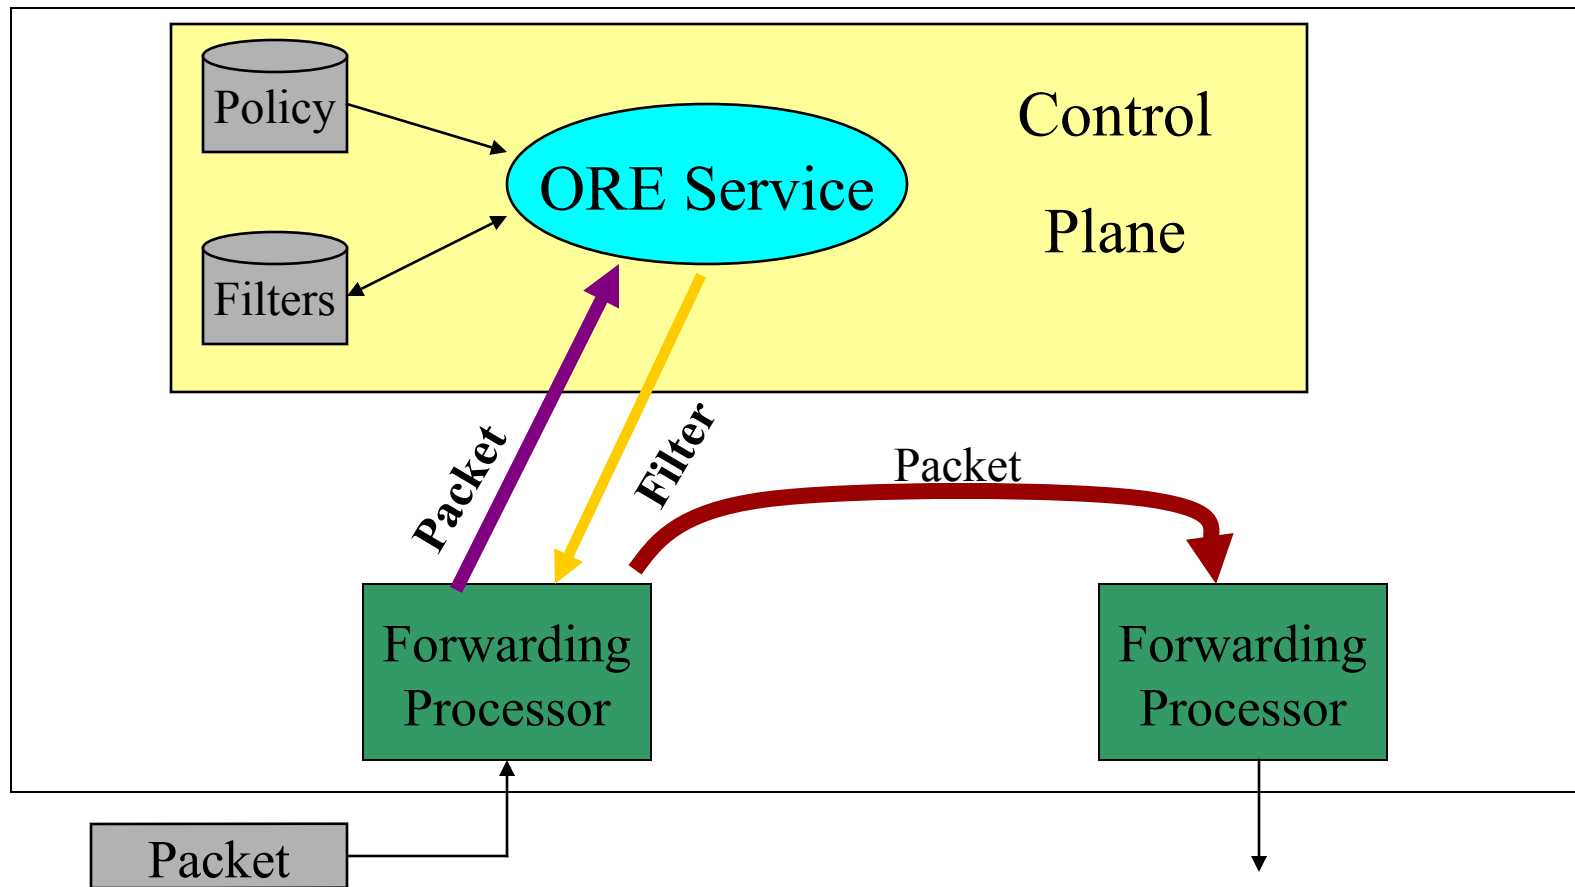 Policy
Control
ORE Service
Plane
Filters
Packet
Filter
Packet
Forwarding
Processor
Forwarding
Processor
Packet